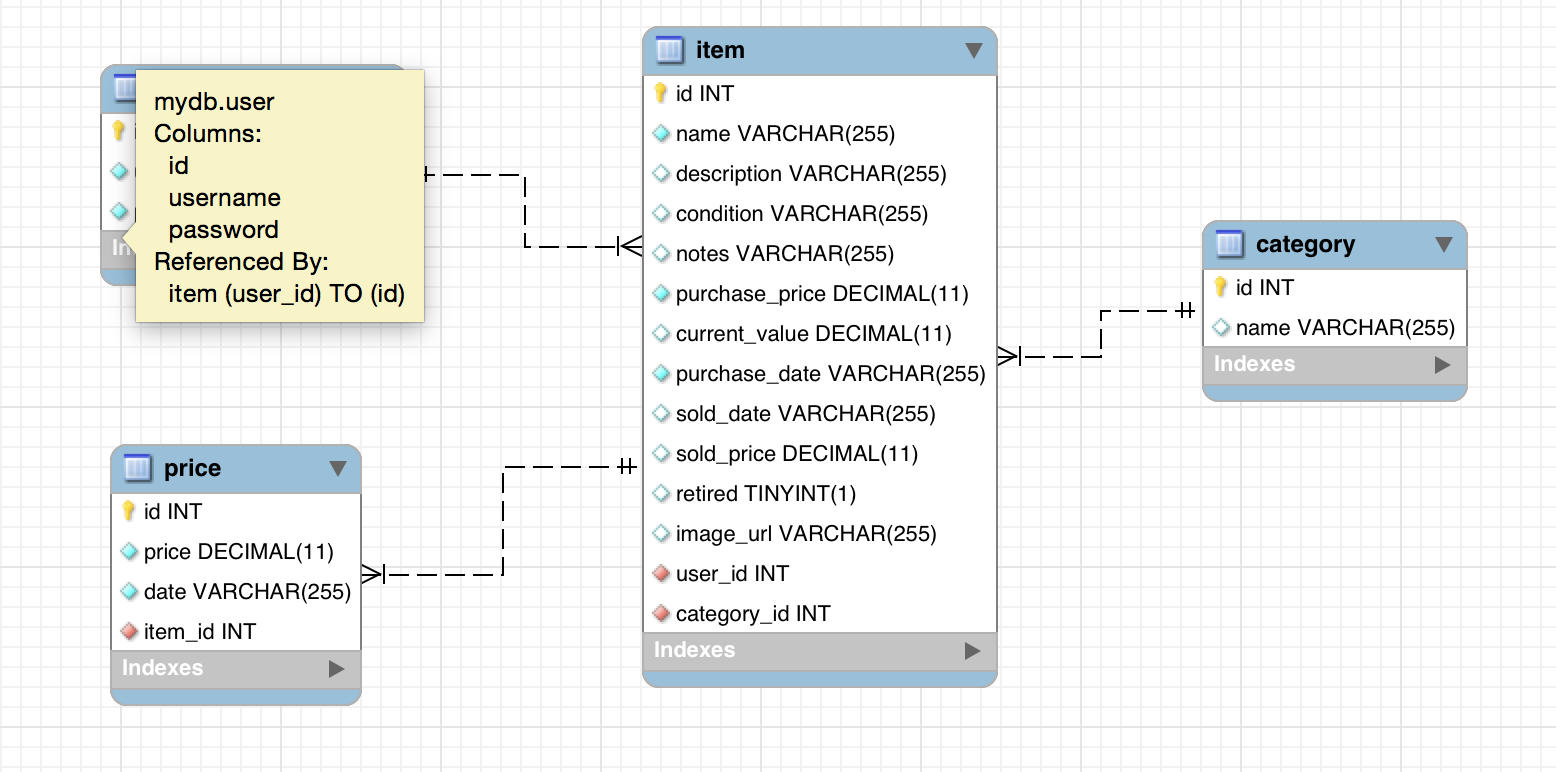 mydb.user
Columns:
id
username
password
Referenced By:
item (user_id) TO (id)
In
item
id INT
name VARCHAR(255)
description VARCHAR(255)
condition VARCHAR(255)
notes VARCHAR(255)
purchase_price DECIMAL(11)
current_value DECIMAL(11)
purchase_date VARCHAR(255)
sold_date VARCHAR(255)
sold_price DECIMAL(11)
retired TINYINT(1)
image_url VARCHAR(255)
user_id INT
category_id INT
Indexes
category
id INT
name VARCHAR(255)
Indexes
price
id INT
price DECIMAL(11)
date VARCHAR(255)
item_id INT
Indexes